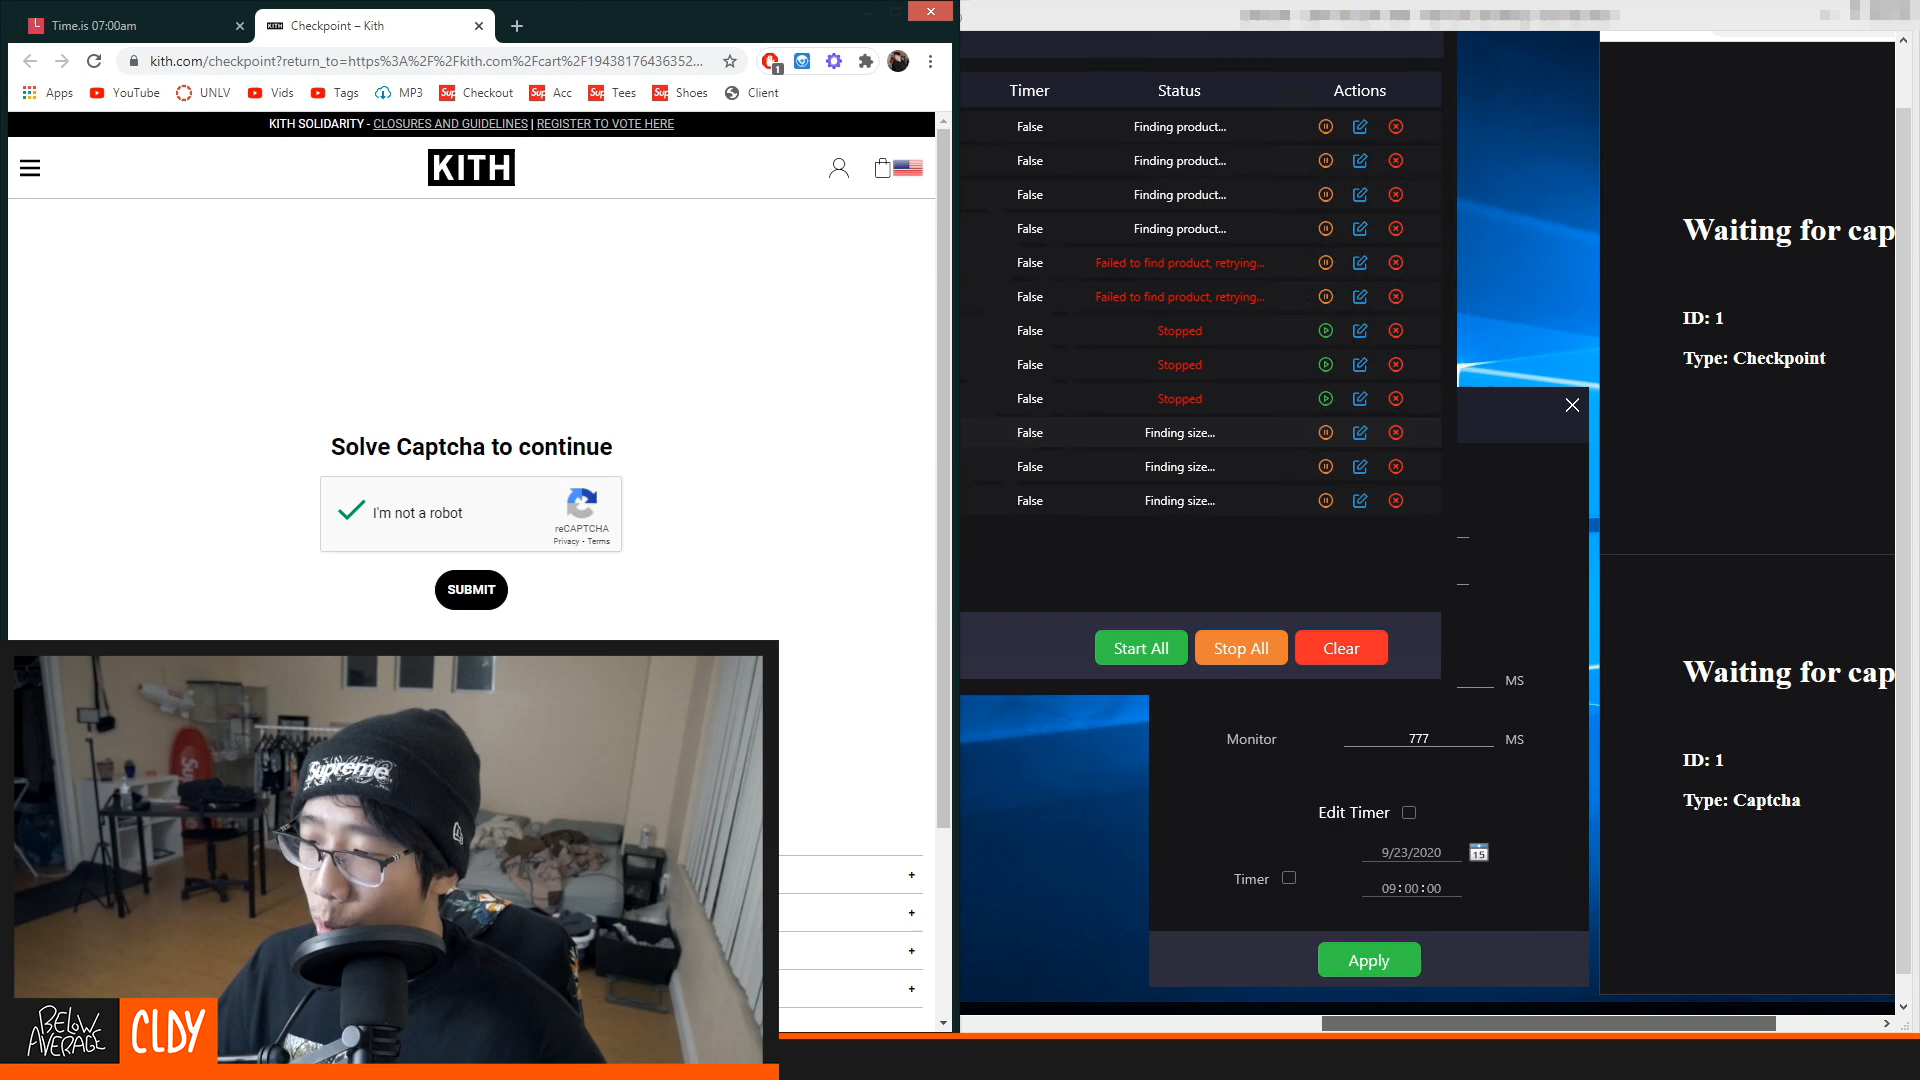 Time.is 07:00am
Checkpoint – Kith
kith.com/checkpoint?return_to=https%3A%2F%2Fkith.com%2Fcart%2F19438176436352...
1
Apps
YouTube
UNLV
Vids
Tags
MP3
Sup Checkout
Sup Acc
Sup Tees
Sup Shoes
Client
KITH SOLIDARITY - CLOSURES AND GUIDELINES | REGISTER TO VOTE HERE
KITH
Solve Captcha to continue
I'm not a robot
reCAPTCHA
Privacy - Terms
SUBMIT
+
+
+
+
Supreme
BELOW AVERAGE
CLDY
Timer Status Actions
False Finding product...
False Finding product...
False Finding product...
False Finding product...
False Failed to find product, retrying...
False Failed to find product, retrying...
False Stopped
False Stopped
False Stopped
False Finding size...
False Finding size...
False Finding size...
Start All Stop All Clear
MS
Monitor 777 MS
Edit Timer
9/23/2020 15
Timer
09:00:00
Apply
Waiting for cap
ID: 1
Type: Checkpoint
Waiting for cap
ID: 1
Type: Captcha